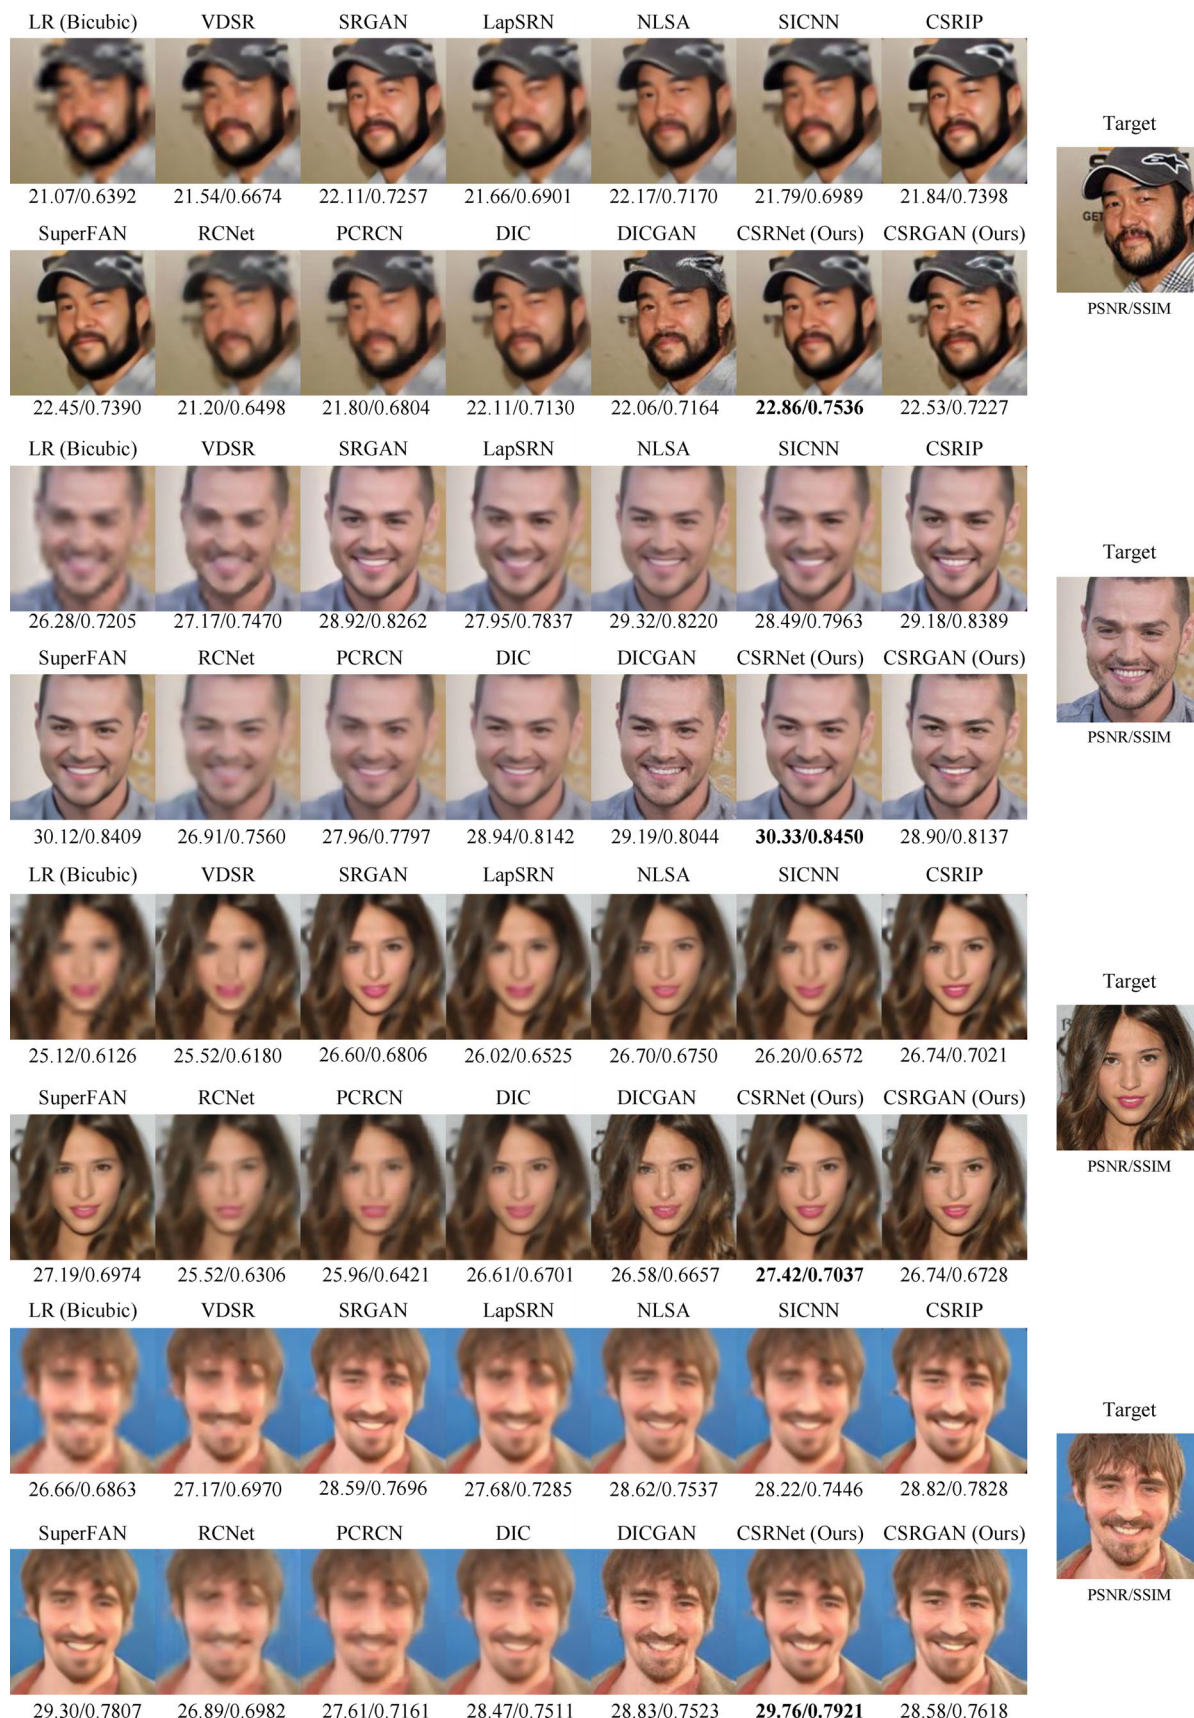 LR (Bicubic) VDSR SRGAN LapSRN NLSA SICNN CSRIP
21.07/0.6392 21.54/0.6674 22.11/0.7257 21.66/0.6901 22.17/0.7170 21.79/0.6989 21.84/0.7398
SuperFAN RCNet PCRCN DIC DICGAN CSRNet (Ours) CSRGAN (Ours)
22.45/0.7390 21.20/0.6498 21.80/0.6804 22.11/0.7130 22.06/0.7164 22.86/0.7536 22.53/0.7227
Target
GET
PSNR/SSIM
LR (Bicubic) VDSR SRGAN LapSRN NLSA SICNN CSRIP
26.28/0.7205 27.17/0.7470 28.92/0.8262 27.95/0.7837 29.32/0.8220 28.49/0.7963 29.18/0.8389
SuperFAN RCNet PCRCN DIC DICGAN CSRNet (Ours) CSRGAN (Ours)
30.12/0.8409 26.91/0.7560 27.96/0.7797 28.94/0.8142 29.19/0.8044 30.33/0.8450 28.90/0.8137
Target
PSNR/SSIM
LR (Bicubic) VDSR SRGAN LapSRN NLSA SICNN CSRIP
25.12/0.6126 25.52/0.6180 26.60/0.6806 26.02/0.6525 26.70/0.6750 26.20/0.6572 26.74/0.7021
SuperFAN RCNet PCRCN DIC DICGAN CSRNet (Ours) CSRGAN (Ours)
27.19/0.6974 25.52/0.6306 25.96/0.6421 26.61/0.6701 26.58/0.6657 27.42/0.7037 26.74/0.6728
Target
PSNR/SSIM
LR (Bicubic) VDSR SRGAN LapSRN NLSA SICNN CSRIP
26.66/0.6863 27.17/0.6970 28.59/0.7696 27.68/0.7285 28.62/0.7537 28.22/0.7446 28.82/0.7828
SuperFAN RCNet PCRCN DIC DICGAN CSRNet (Ours) CSRGAN (Ours)
29.30/0.7807 26.89/0.6982 27.61/0.7161 28.47/0.7511 28.83/0.7523 29.76/0.7921 28.58/0.7618
Target
PSNR/SSIM